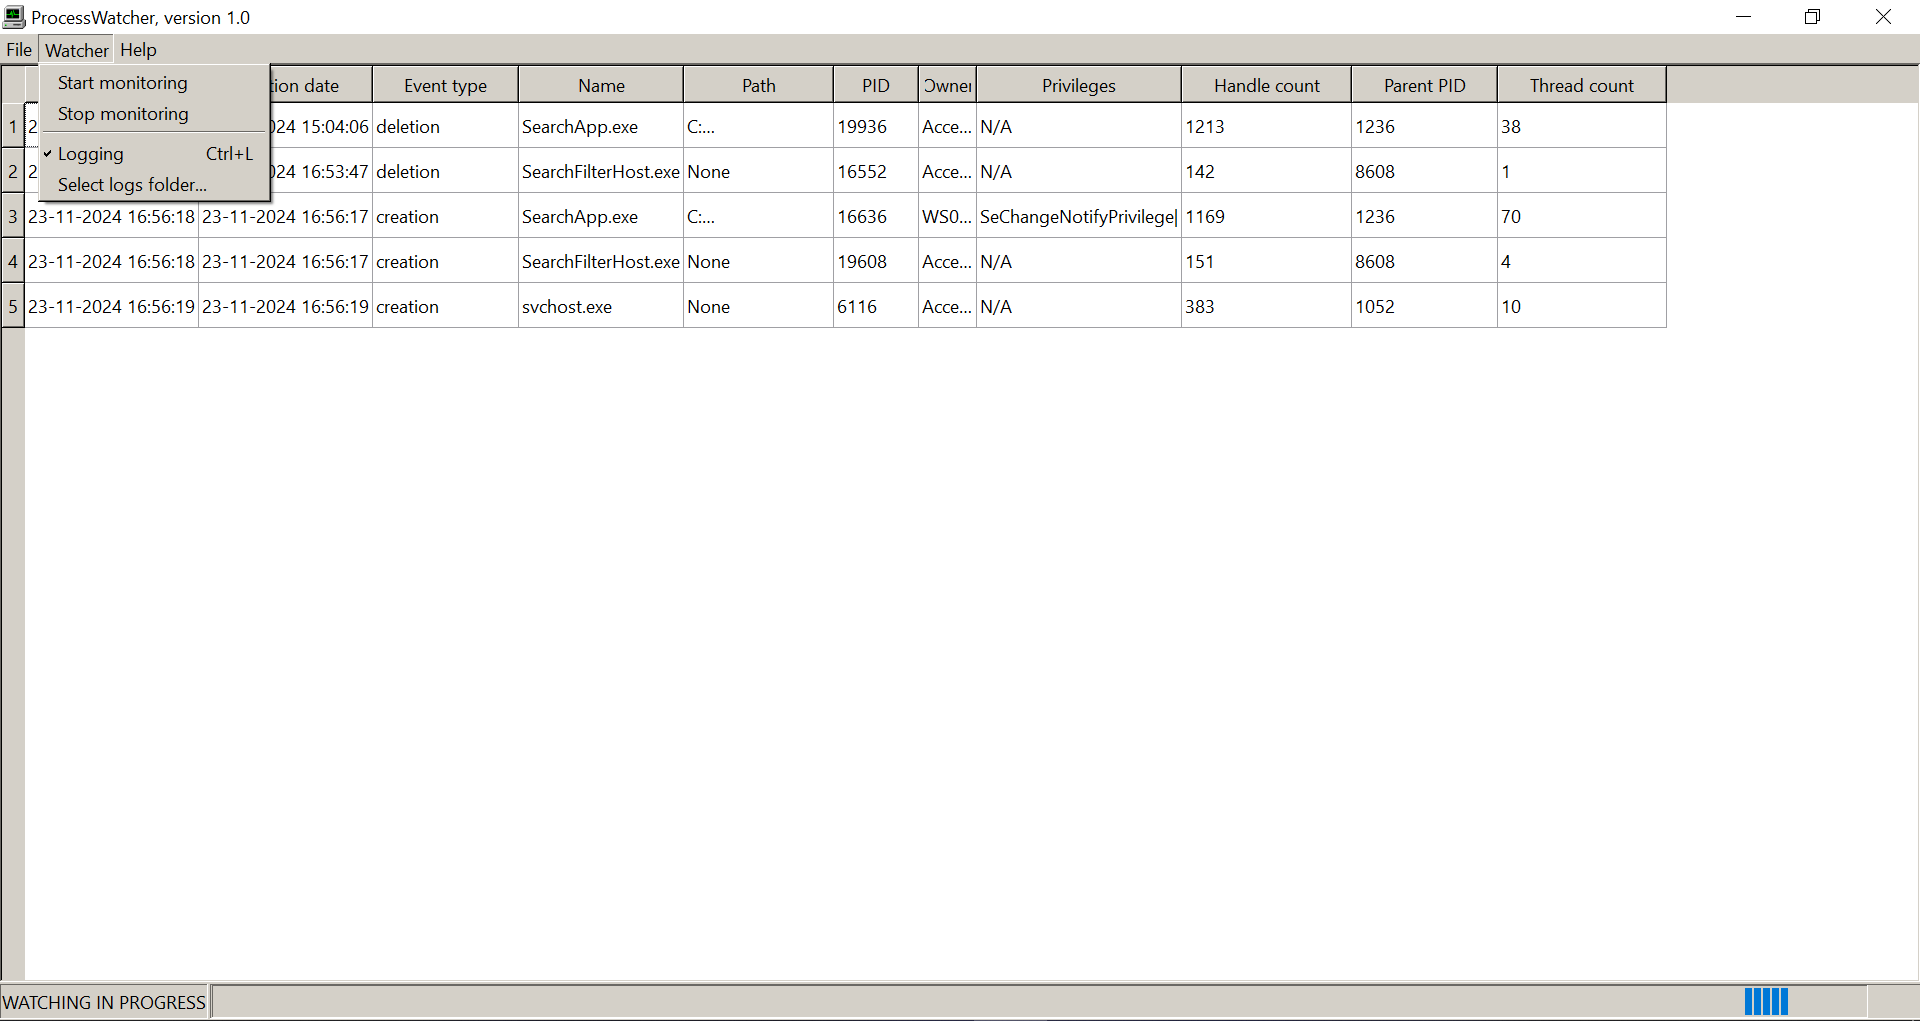 ProcessWatcher, version 1.0
File Watcher Help
Start monitoring
Stop monitoring
Logging Ctrl+L
Select logs folder...
tion date Event type Name Path PID Owner Privileges Handle count Parent PID Thread count
1 2 024 15:04:06 deletion SearchApp.exe C:... 19936 Acce... N/A 1213 1236 38
2 2 024 16:53:47 deletion SearchFilterHost.exe None 16552 Acce... N/A 142 8608 1
3 23-11-2024 16:56:18 23-11-2024 16:56:17 creation SearchApp.exe C:... 16636 WS0... SeChangeNotifyPrivilege| 1169 1236 70
4 23-11-2024 16:56:18 23-11-2024 16:56:17 creation SearchFilterHost.exe None 19608 Acce... N/A 151 8608 4
5 23-11-2024 16:56:19 23-11-2024 16:56:19 creation svchost.exe None 6116 Acce... N/A 383 1052 10
WATCHING IN PROGRESS